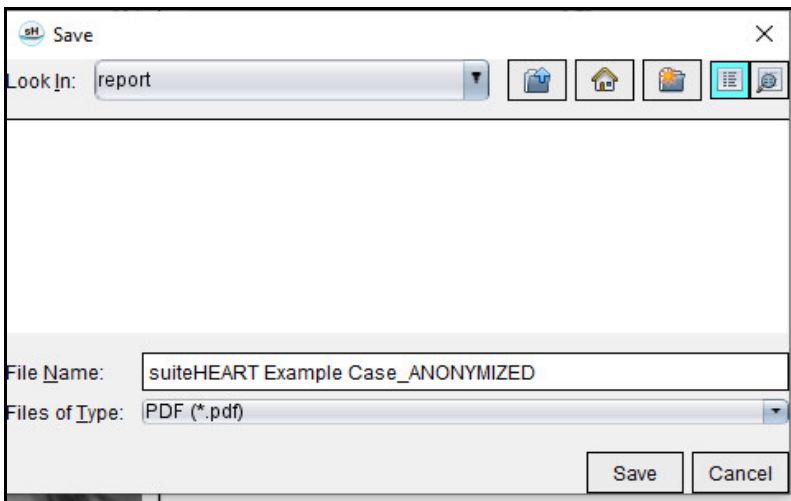 sH Save
Look In: report
File Name: suiteHEART Example Case_ANONYMIZED
Files of Type: PDF (*.pdf)
Save Cancel